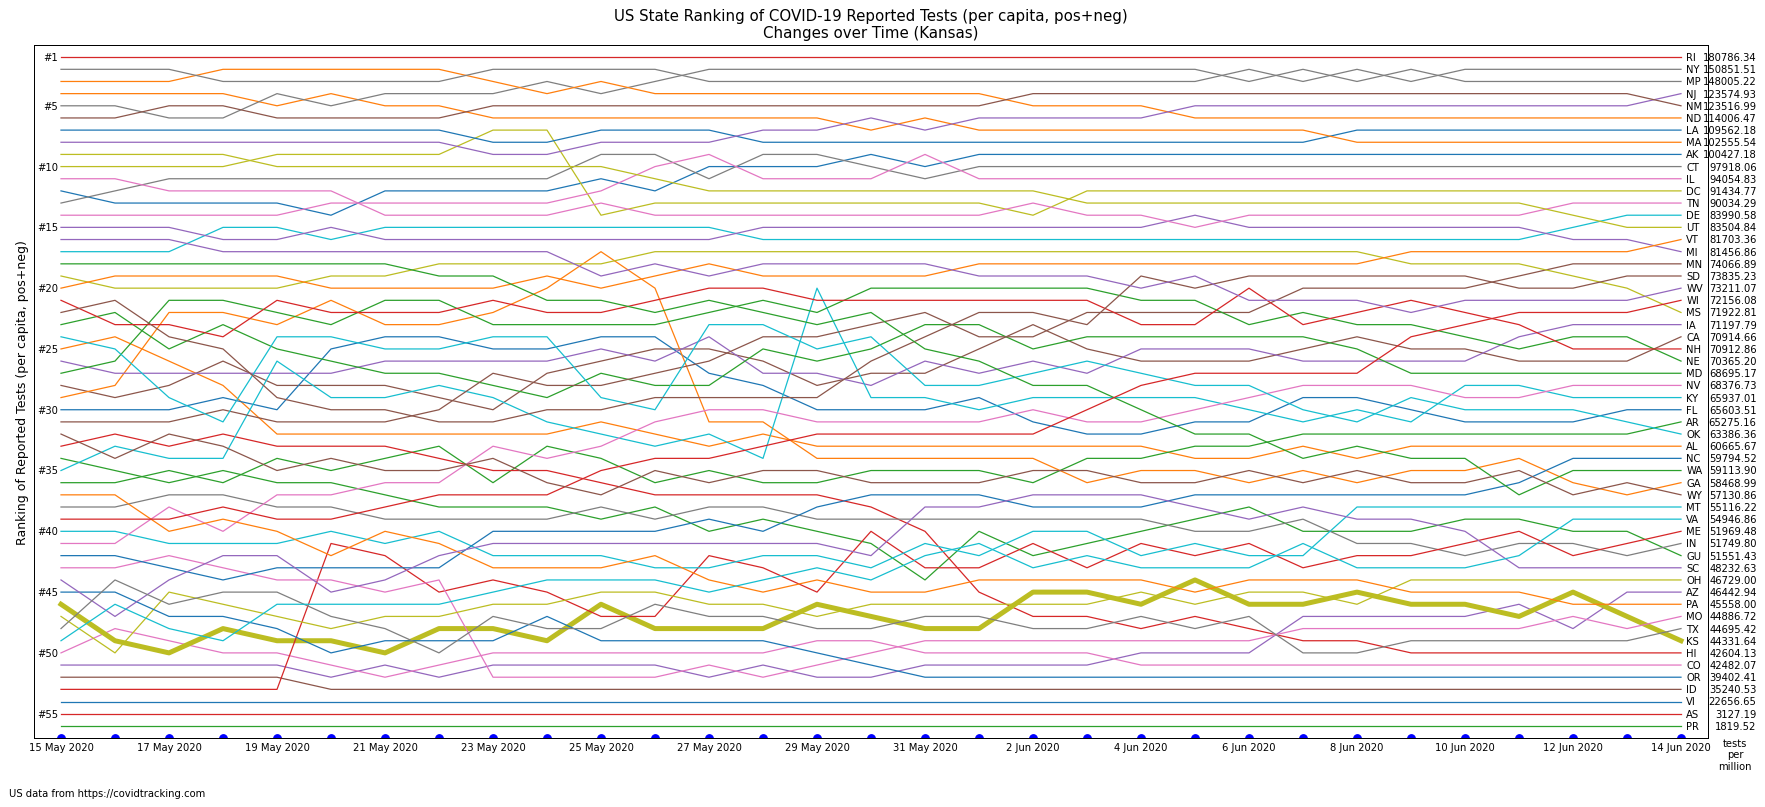 US State Ranking of COVID-19 Reported Tests (per capita, pos+neg)
Changes over Time (Kansas)
Ranking of Reported Tests (per capita, pos+neg)
#1
#5
#10
#15
#20
#25
#30
#35
#40
#45
#50
#55
RI 180786.34
NY 150851.51
MP 148005.22
NJ 123574.93
NM 123516.99
ND 114006.47
LA 109562.18
MA 102555.54
AK 100427.18
CT 97918.06
IL 94054.83
DC 91434.77
TN 90034.29
DE 83990.58
UT 83504.84
VT 81703.36
MI 81456.86
MN 74066.89
SD 73835.23
WV 73211.07
WI 72156.08
MS 71922.81
IA 71197.79
CA 70914.66
NH 70912.86
NE 70365.20
MD 68695.17
NV 68376.73
KY 65937.01
FL 65603.51
AR 65275.16
OK 63386.36
AL 60665.67
NC 59794.52
WA 59113.90
GA 58468.99
WY 57130.86
MT 55116.22
VA 54946.86
ME 51969.48
IN 51749.80
GU 51551.43
SC 48232.63
OH 46729.00
AZ 46442.94
PA 45558.00
MO 44886.72
TX 44695.42
KS 44331.64
HI 42604.13
CO 42482.07
OR 39402.41
ID 35240.53
VI 22656.65
AS 3127.19
PR 1819.52
15 May 2020 17 May 2020 19 May 2020 21 May 2020 23 May 2020 25 May 2020 27 May 2020 29 May 2020 31 May 2020 2 Jun 2020 4 Jun 2020 6 Jun 2020 8 Jun 2020 10 Jun 2020 12 Jun 2020 14 Jun 2020
tests
per
million
US data from https://covidtracking.com